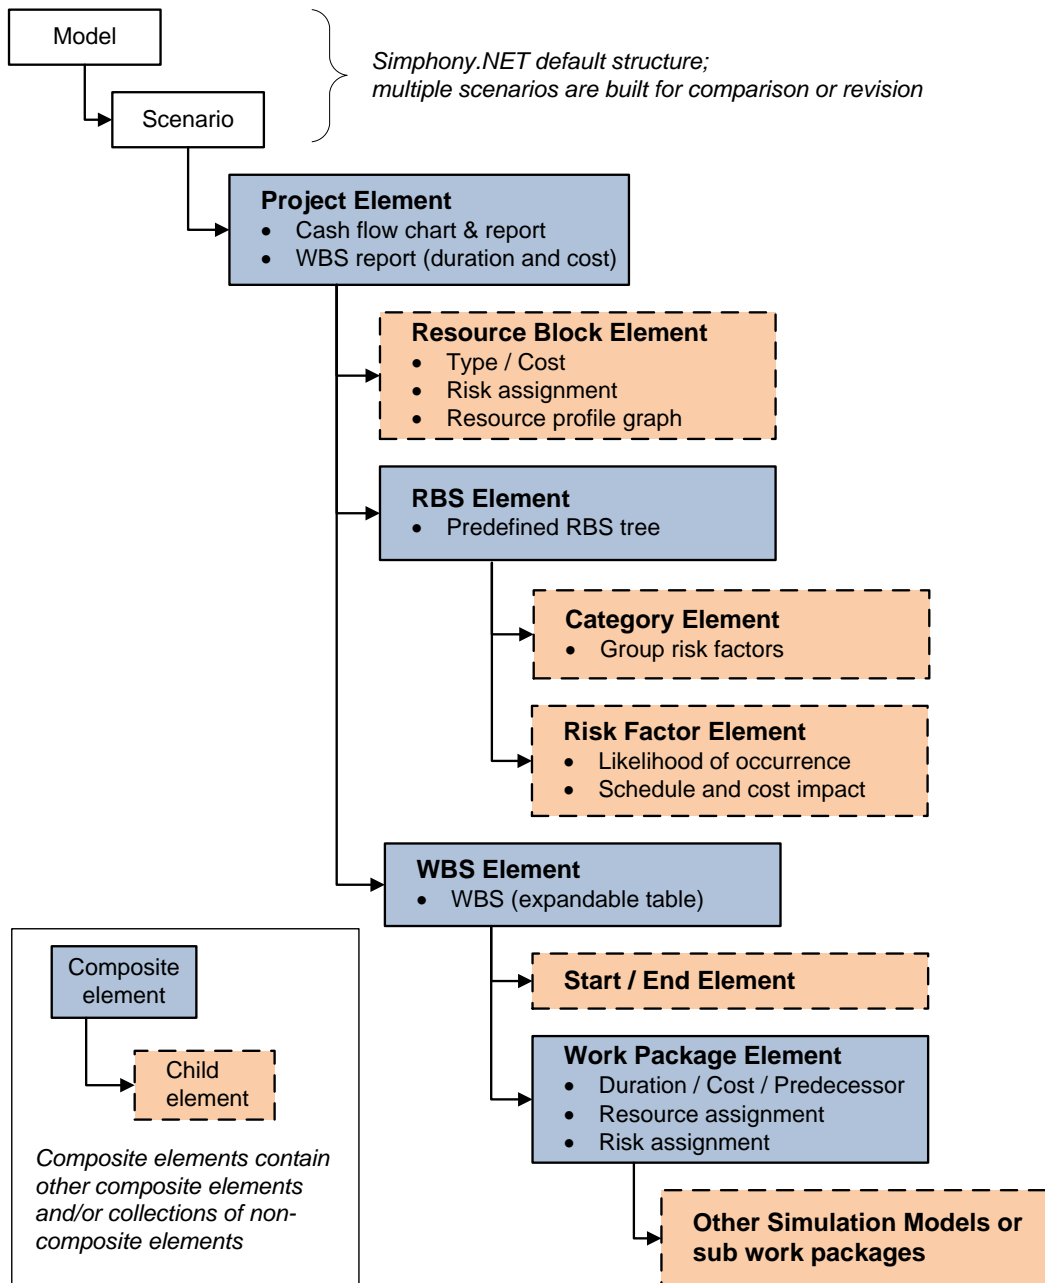 Model
Simphony.NET default structure;
multiple scenarios are built for comparison or revision
Scenario
Project Element
• Cash flow chart & report
• WBS report (duration and cost)
Resource Block Element
• Type / Cost
• Risk assignment
• Resource profile graph
RBS Element
• Predefined RBS tree
Category Element
• Group risk factors
Risk Factor Element
• Likelihood of occurrence
• Schedule and cost impact
WBS Element
• WBS (expandable table)
Start / End Element
Work Package Element
• Duration / Cost / Predecessor
• Resource assignment
• Risk assignment
Other Simulation Models or
sub work packages
Composite
element
Child
element
Composite elements contain
other composite elements
and/or collections of non-
composite elements